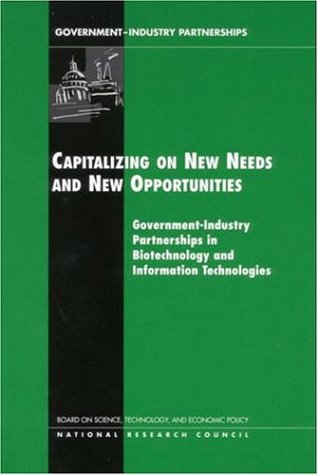 GOVERNMENT–INDUSTRY PARTNERSHIPS
CAPITALIZING ON NEW NEEDS
AND NEW OPPORTUNITIES
Government-Industry
Partnerships in
Biotechnology and
Information Technologies
BOARD ON SCIENCE, TECHNOLOGY, AND ECONOMIC POLICY
NATIONAL RESEARCH COUNCIL